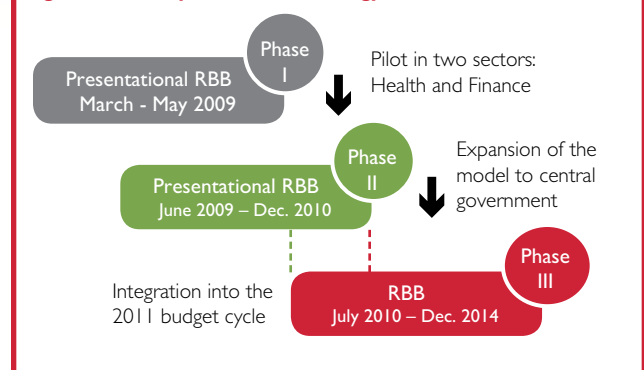 Phase
I
Presentational RBB
March - May 2009
Pilot in two sectors:
Health and Finance
Phase
II
Presentational RBB
June 2009 – Dec. 2010
Expansion of the
model to central
government
Phase
III
RBB
July 2010 – Dec. 2014
Integration into the
2011 budget cycle